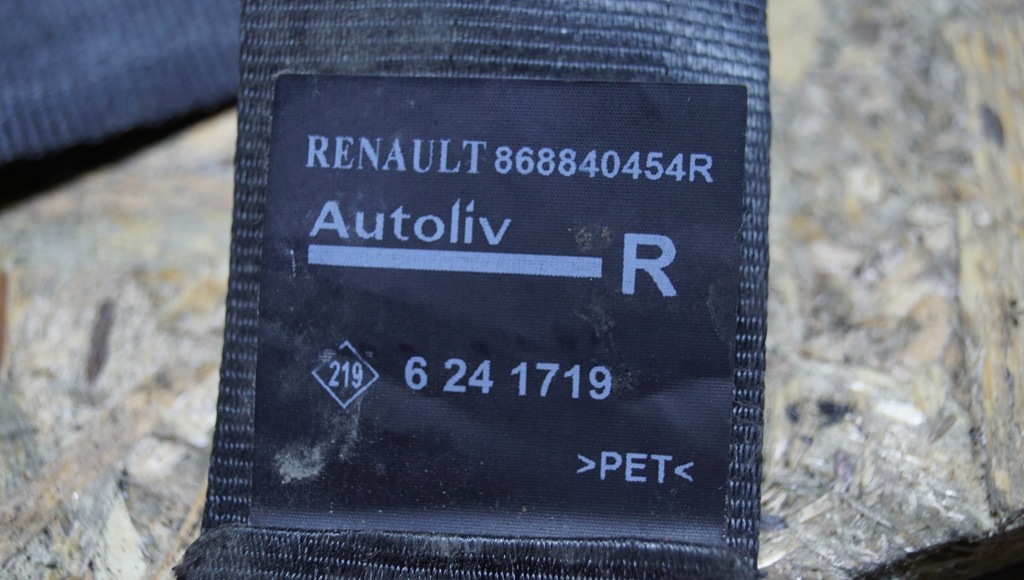 RENAULT 868840454R
Autoliv
R
219 6 24 1719
>PET<